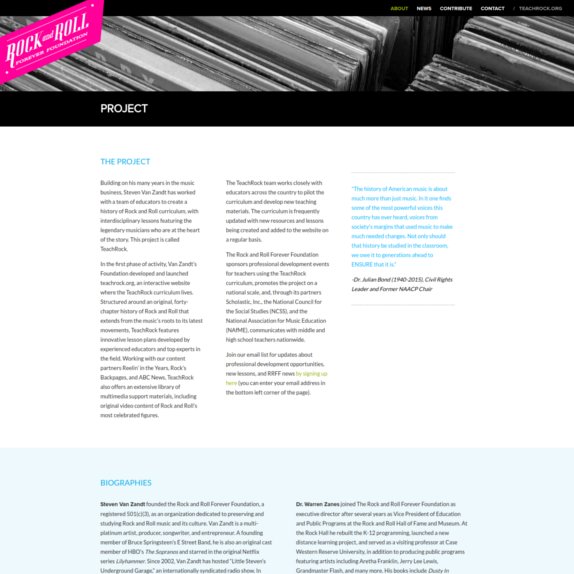 ABOUT NEWS CONTRIBUTE CONTACT / TEACHROCK.ORG
ROCK and ROLL
FOREVER FOUNDATION
PROJECT
THE PROJECT
Building on his many years in the music
business, Steven Van Zandt has worked
with a team of educators to create a
history of Rock and Roll curriculum, with
interdisciplinary lessons featuring the
legendary musicians who are at the heart
of the story. This project is called
TeachRock.
In the first phase of activity, Van Zandt's
Foundation developed and launched
teachrock.org, an interactive website
where the TeachRock curriculum lives.
Structured around an original, forty-
chapter history of Rock and Roll that
extends from the music's roots to its latest
movements, TeachRock features
innovative lesson plans developed by
experienced educators and top experts in
the field. Working with our content
partners Reelin' in the Years, Rock's
Backpages, and ABC News, TeachRock
also offers an extensive library of
multimedia support materials, including
original video content of Rock and Roll's
most celebrated figures.
The TeachRock team works closely with
educators across the country to pilot the
curriculum and develop new teaching
materials. The curriculum is frequently
updated with new resources and lessons
being created and added to the website on
a regular basis.
The Rock and Roll Forever Foundation
sponsors professional development events
for teachers using the TeachRock
curriculum, promotes the project on a
national scale, and, through its partners
Scholastic, Inc., the National Council for
the Social Studies (NCSS), and the
National Association for Music Education
(NAfME), communicates with middle and
high school teachers nationwide.
Join our email list for updates about
professional development opportunities,
new lessons, and RRFF news by signing up
here (you can enter your email address in
the bottom left corner of the page).
"The history of American music is about
much more than just music. In it one finds
some of the most powerful voices this
country has ever heard, voices from
society's margins that used music to make
much needed changes. Not only should
that history be studied in the classroom,
we owe it to generations ahead to
ENSURE that it is."
-Dr. Julian Bond (1940-2015), Civil Rights
Leader and Former NAACP Chair
BIOGRAPHIES
Steven Van Zandt founded the Rock and Roll Forever Foundation, a
registered 501(c)(3), as an organization dedicated to preserving and
studying Rock and Roll music and its culture. Van Zandt is a multi-
platinum artist, producer, songwriter, and entrepreneur. A founding
member of Bruce Springsteen's E Street Band, he is also an original cast
member of HBO's The Sopranos and starred in the original Netflix
series Lilyhammer. Since 2002, Van Zandt has hosted "Little Steven's
Underground Garage," an internationally syndicated radio show. In
Dr. Warren Zanes joined The Rock and Roll Forever Foundation as
executive director after several years as Vice President of Education
and Public Programs at the Rock and Roll Hall of Fame and Museum. At
the Rock Hall he rebuilt the K-12 programming, launched a new
distance learning project, and served as a visiting professor at Case
Western Reserve University, in addition to producing public programs
featuring artists including Aretha Franklin, Jerry Lee Lewis,
Grandmaster Flash, and many more. His books include Dusty in